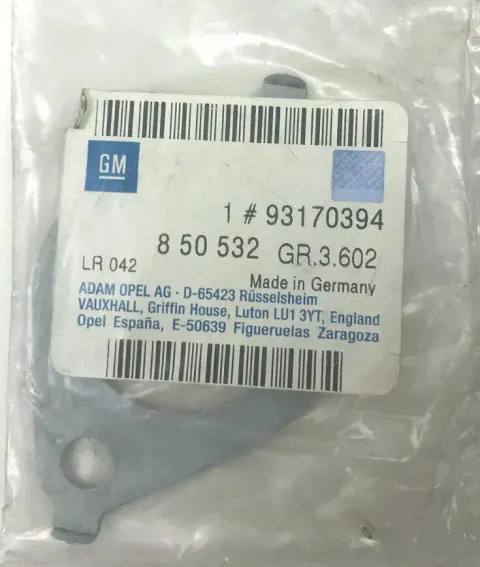 GM
1 # 93170394
8 50 532 GR.3.602
LR 042
Made in Germany
ADAM OPEL AG · D-65423 Rüsselsheim
VAUXHALL, Griffin House, Luton LU1 3YT, England
Opel España, E-50639 Figueruelas Zaragoza